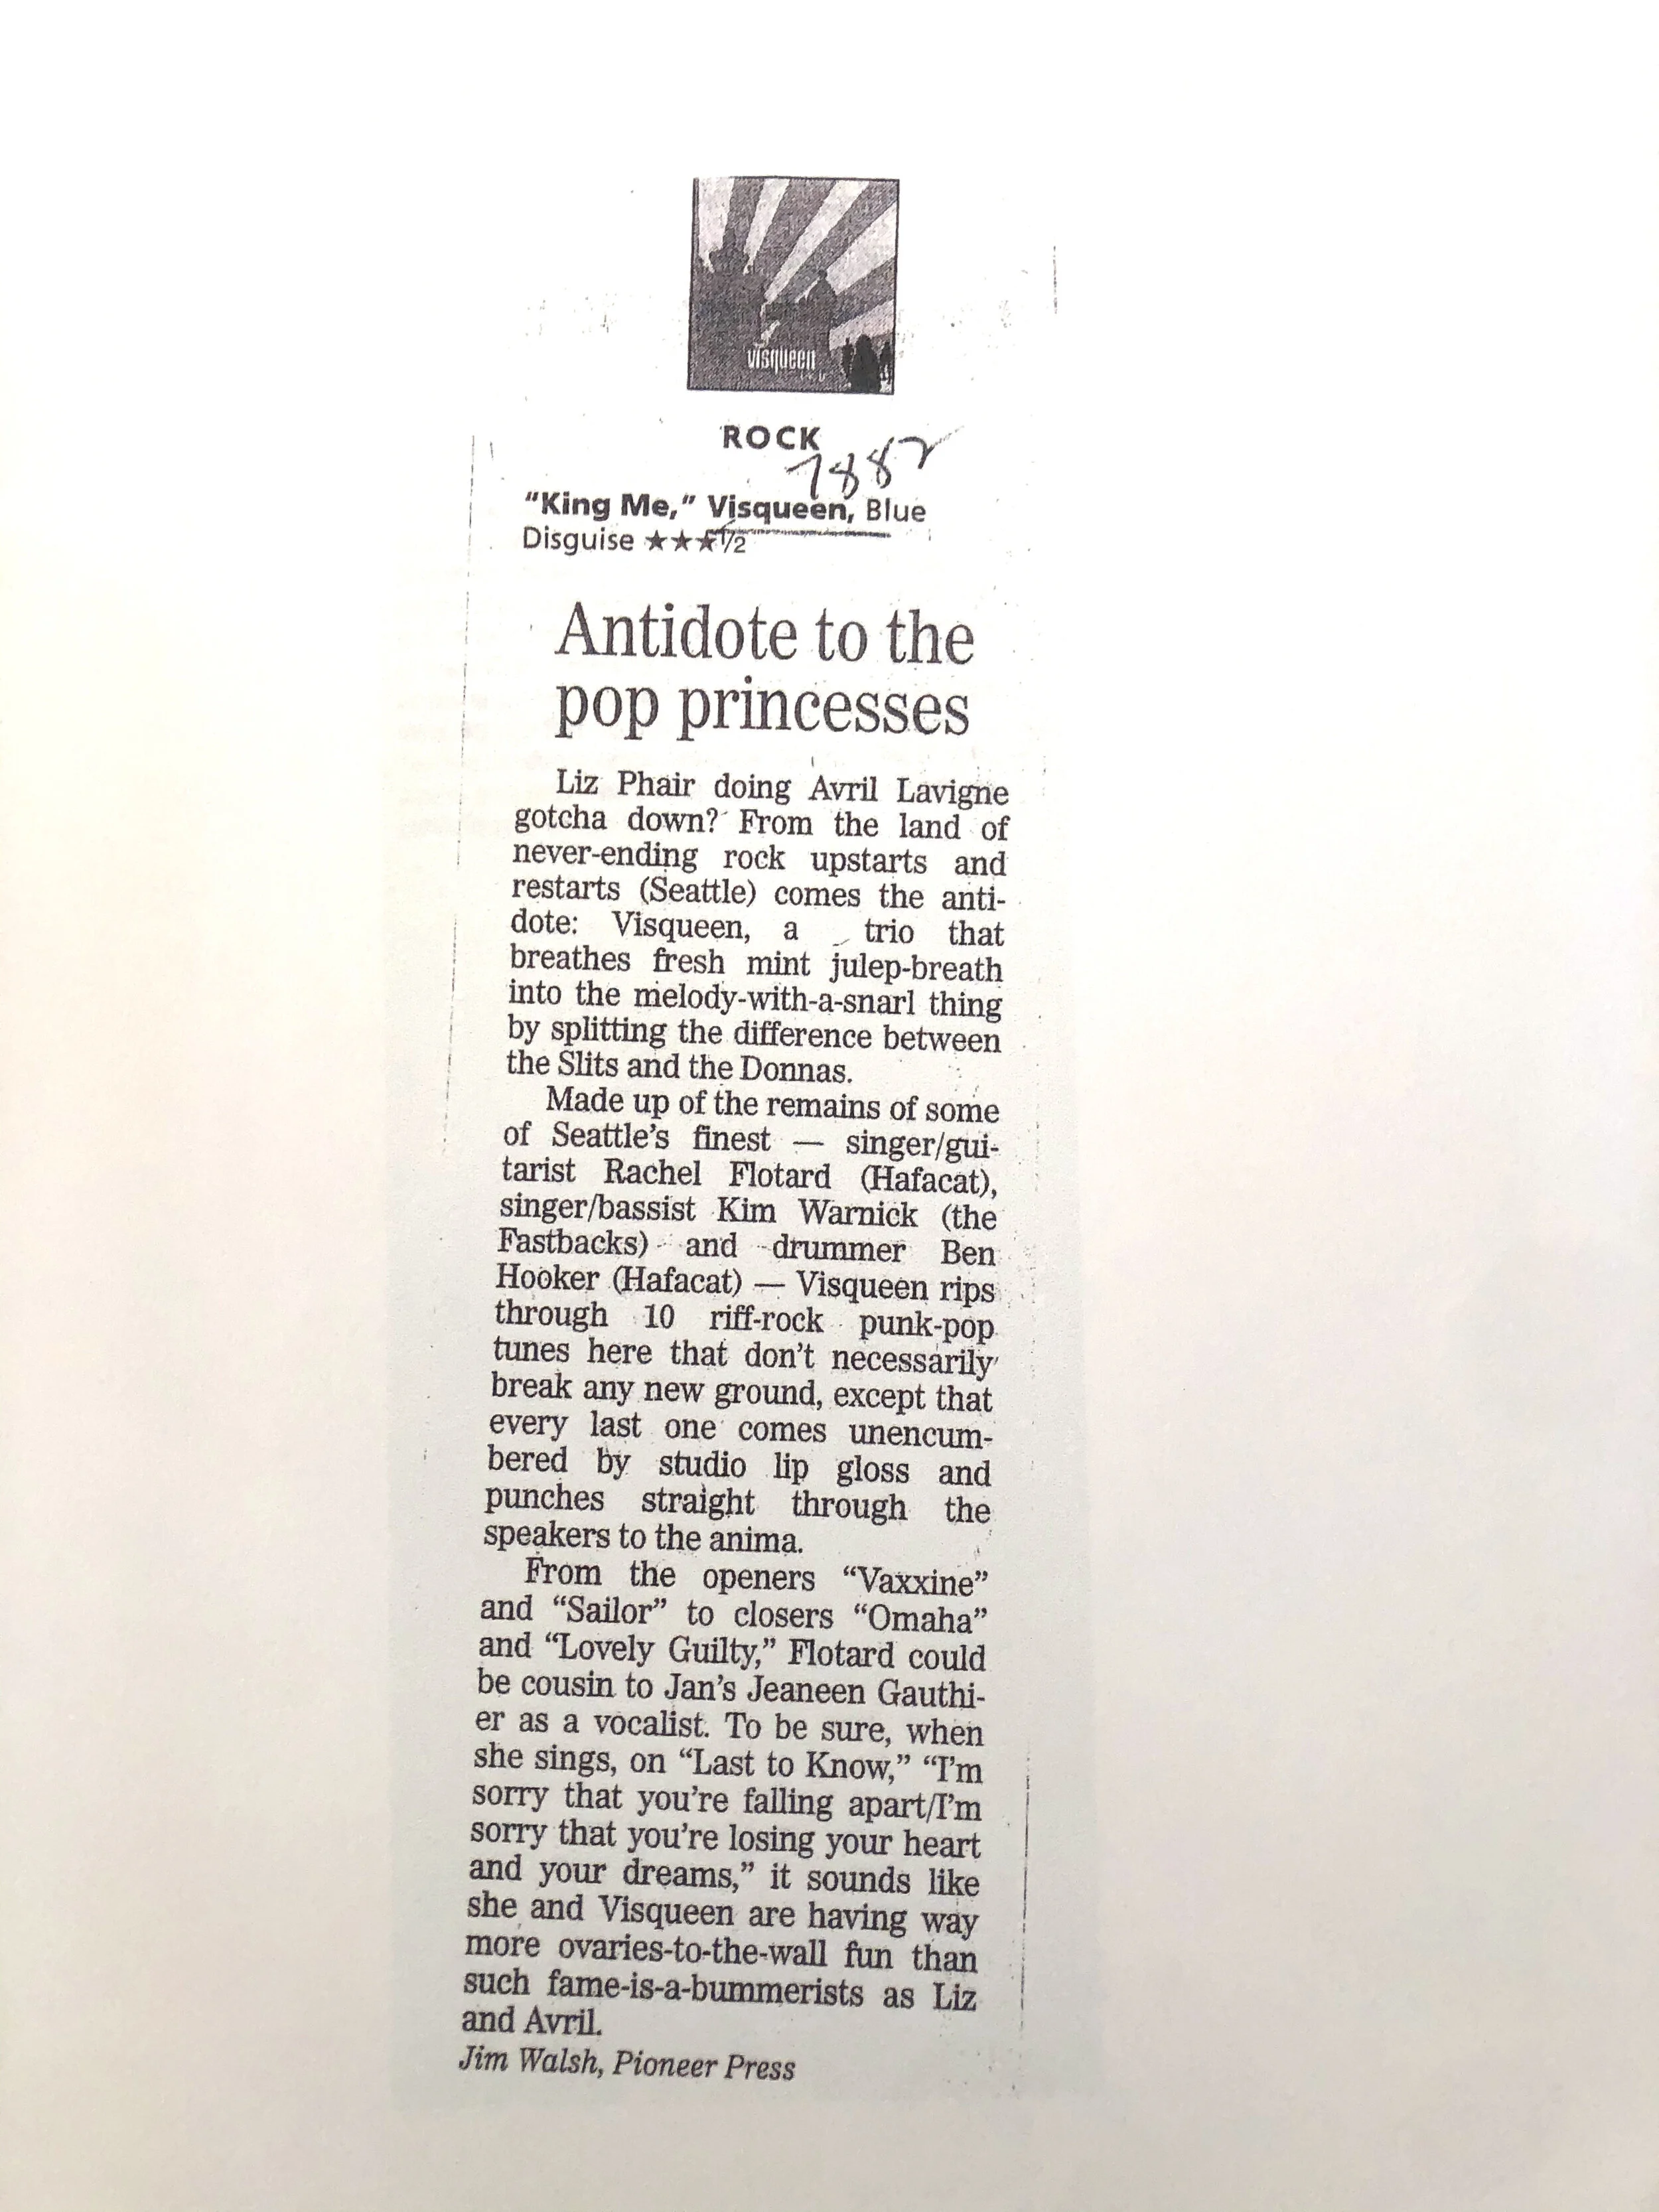 visqueen
ROCK
7882
“King Me,” Visqueen, Blue
Disguise ★★★1/2
Antidote to the
pop princesses
Liz Phair doing Avril Lavigne
gotcha down? From the land of
never-ending rock upstarts and
restarts (Seattle) comes the anti-
dote: Visqueen, a trio that
breathes fresh mint julep-breath
into the melody-with-a-snarl thing
by splitting the difference between
the Slits and the Donnas.
Made up of the remains of some
of Seattle’s finest — singer/gui-
tarist Rachel Flotard (Hafacat),
singer/bassist Kim Warnick (the
Fastbacks) and drummer Ben
Hooker (Hafacat) — Visqueen rips
through 10 riff-rock punk-pop
tunes here that don’t necessarily
break any new ground, except that
every last one comes unencum-
bered by studio lip gloss and
punches straight through the
speakers to the anima.
From the openers “Vaxxine”
and “Sailor” to closers “Omaha”
and “Lovely Guilty,” Flotard could
be cousin to Jan’s Jeaneen Gauthi-
er as a vocalist. To be sure, when
she sings, on “Last to Know,” “I’m
sorry that you’re falling apart/I’m
sorry that you’re losing your heart
and your dreams,” it sounds like
she and Visqueen are having way
more ovaries-to-the-wall fun than
such fame-is-a-bummerists as Liz
and Avril.
Jim Walsh, Pioneer Press